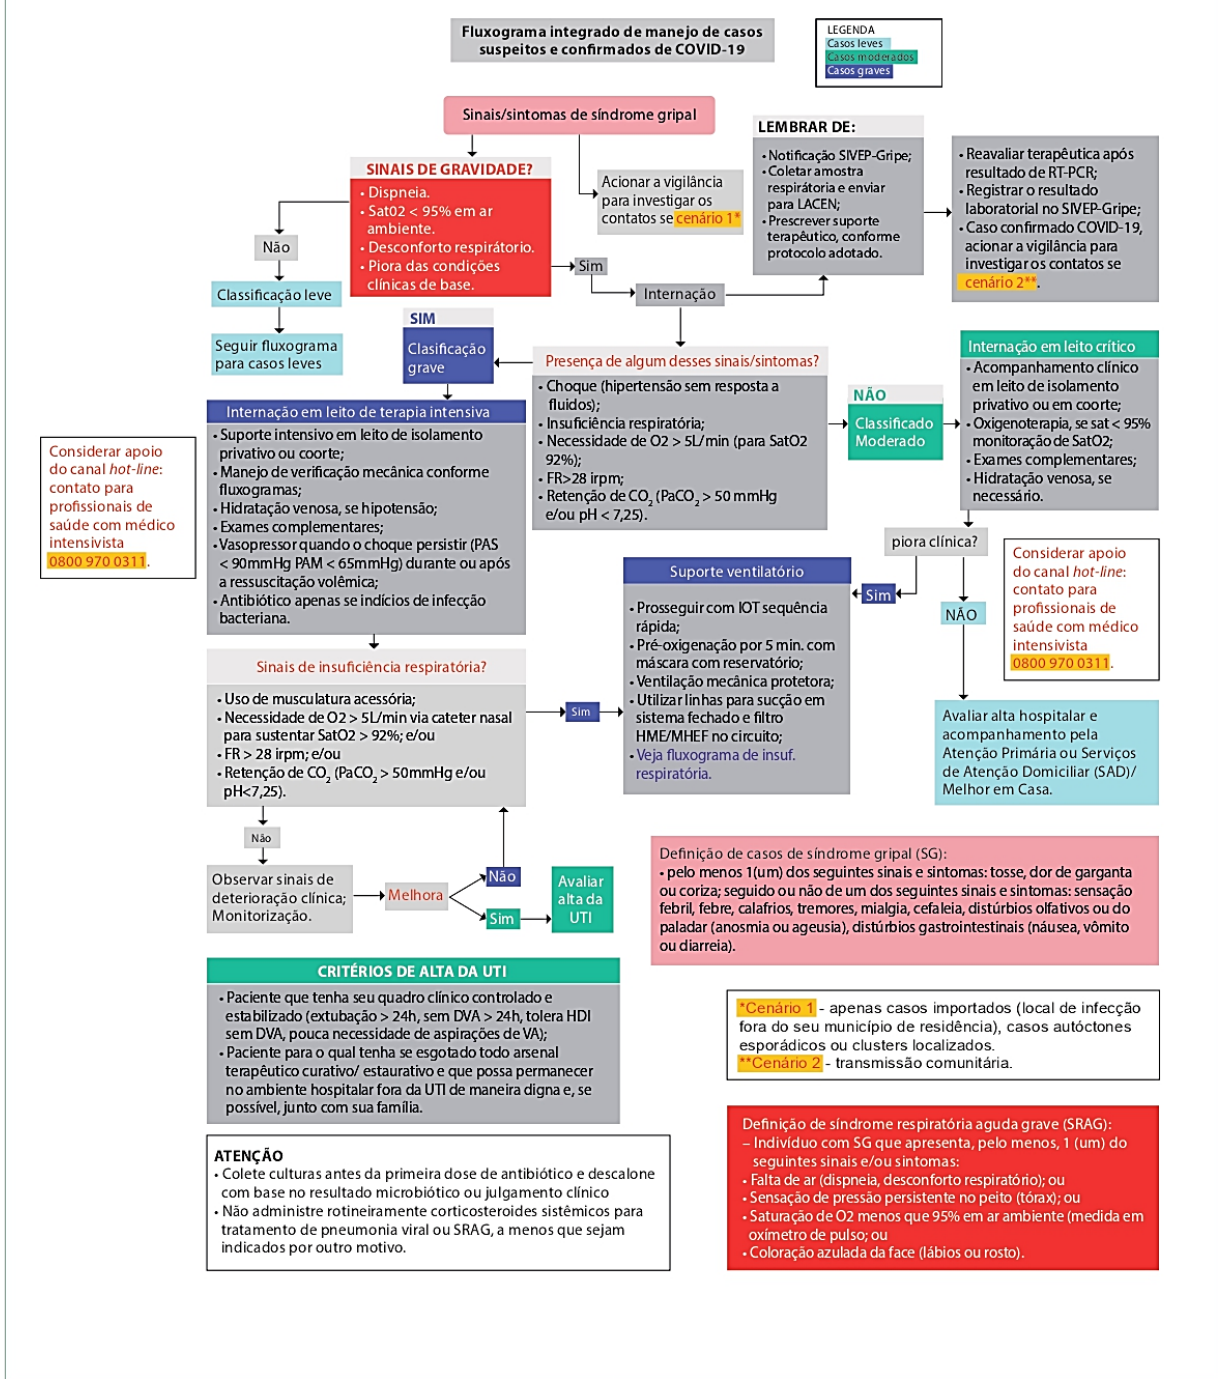 Fluxograma integrado de manejo de casos
suspeitos e confirmados de COVID-19
LEGENDA
Casos leves
Casos moderados
Casos graves
Sinais/sintomas de síndrome gripal
SINAIS DE GRAVIDADE?
• Dispneia.
• Sat02 < 95% em ar
ambiente.
• Desconforto respirátorio.
• Piora das condições
clínicas de base.
Acionar a vigilância
para investigar os
contatos se cenário 1*
LEMBRAR DE:
• Notificação SIVEP-Gripe;
• Coletar amostra
respirátoria e enviar
para LACEN;
• Prescrever suporte
terapêutico, conforme
protocolo adotado.
• Reavaliar terapêutica após
resultado de RT-PCR;
• Registrar o resultado
laboratorial no SIVEP-Gripe;
• Caso confirmado COVID-19,
acionar a vigilância para
investigar os contatos se
cenário 2**.
Não
Sim
Internação
Classificação leve
Seguir fluxograma
para casos leves
SIM
Clasificação
grave
Presença de algum desses sinais/sintomas?
• Choque (hipertensão sem resposta a
fluidos);
• Insuficiência respiratória;
• Necessidade de O2 > 5L/min (para SatO2
92%);
• FR>28 irpm;
• Retenção de CO2 (PaCO2 > 50 mmHg
e/ou pH < 7,25).
NÃO
Classificado
Moderado
Internação em leito crítico
• Acompanhamento clínico
em leito de isolamento
privativo ou em coorte;
• Oxigenoterapia, se sat < 95%
monitoração de SatO2;
• Exames complementares;
• Hidratação venosa, se
necessário.
Internação em leito de terapia intensiva
• Suporte intensivo em leito de isolamento
privativo ou coorte;
• Manejo de verificação mecânica conforme
fluxogramas;
• Hidratação venosa, se hipotensão;
• Exames complementares;
• Vasopressor quando o choque persistir (PAS
< 90mmHg PAM < 65mmHg) durante ou após
a ressuscitação volêmica;
• Antibiótico apenas se indícios de infecção
bacteriana.
Considerar apoio
do canal hot-line:
contato para
profissionais de
saúde com médico
intensivista
0800 970 0311.
piora clínica?
Sim
NÃO
Considerar apoio
do canal hot-line:
contato para
profissionais de
saúde com médico
intensivista
0800 970 0311.
Suporte ventilatório
• Prosseguir com IOT sequência
rápida;
• Pré-oxigenação por 5 min. com
máscara com reservatório;
• Ventilação mecânica protetora;
• Utilizar linhas para sucção em
sistema fechado e filtro
HME/MHEF no circuito;
• Veja fluxograma de insuf.
respiratória.
Sinais de insuficiência respiratória?
• Uso de musculatura acessória;
• Necessidade de O2 > 5L/min via cateter nasal
para sustentar SatO2 > 92%; e/ou
• FR > 28 irpm; e/ou
• Retenção de CO2 (PaCO2 > 50mmHg e/ou
pH<7,25).
Sim
Avaliar alta hospitalar e
acompanhamento pela
Atenção Primária ou Serviços
de Atenção Domiciliar (SAD)/
Melhor em Casa.
Não
Observar sinais de
deterioração clínica;
Monitorização.
Melhora
Não
Sim
Avaliar
alta da
UTI
Definição de casos de síndrome gripal (SG):
• pelo menos 1(um) dos seguintes sinais e sintomas: tosse, dor de garganta
ou coriza; seguido ou não de um dos seguintes sinais e sintomas: sensação
febril, febre, calafrios, tremores, mialgia, cefaleia, distúrbios olfativos ou do
paladar (anosmia ou ageusia), distúrbios gastrointestinais (náusea, vômito
ou diarreia).
CRITÉRIOS DE ALTA DA UTI
• Paciente que tenha seu quadro clínico controlado e
estabilizado (extubação > 24h, sem DVA > 24h, tolera HDI
sem DVA, pouca necessidade de aspirações de VA);
• Paciente para o qual tenha se esgotado todo arsenal
terapêutico curativo/ estaurativo e que possa permanecer
no ambiente hospitalar fora da UTI de maneira digna e, se
possível, junto com sua família.
*Cenário 1 - apenas casos importados (local de infecção
fora do seu município de residência), casos autóctones
esporádicos ou clusters localizados.
**Cenário 2 - transmissão comunitária.
ATENÇÃO
• Colete culturas antes da primeira dose de antibiótico e descalone
com base no resultado microbiótico ou julgamento clínico
• Não administre rotineiramente corticosteroides sistêmicos para
tratamento de pneumonia viral ou SRAG, a menos que sejam
indicados por outro motivo.
Definição de síndrome respiratória aguda grave (SRAG):
– Indivíduo com SG que apresenta, pelo menos, 1 (um) do
seguintes sinais e/ou sintomas:
• Falta de ar (dispneia, desconforto respiratório); ou
• Sensação de pressão persistente no peito (tórax); ou
• Saturação de O2 menos que 95% em ar ambiente (medida em
oxímetro de pulso; ou
• Coloração azulada da face (lábios ou rosto).